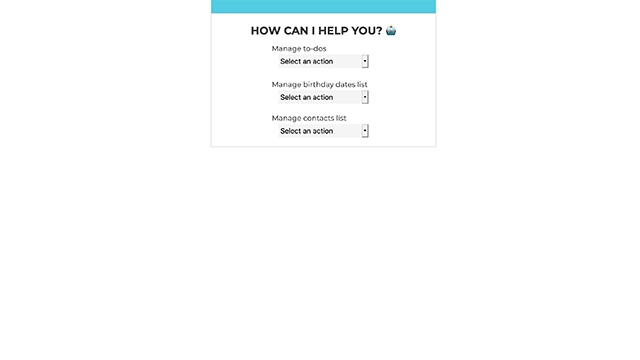 HOW CAN I HELP YOU? 🤖
Manage to-dos
Select an action
Manage birthday dates list
Select an action
Manage contacts list
Select an action